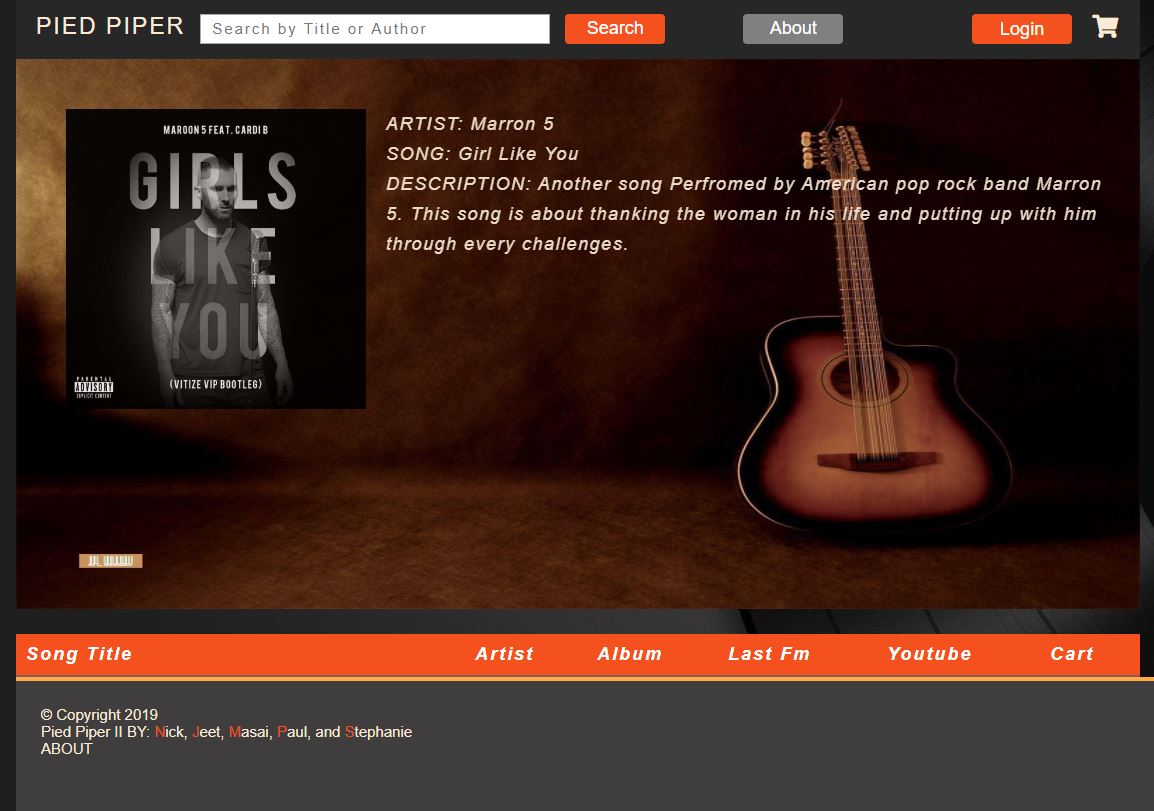 PIED PIPER Search by Title or Author Search About Login
MAROON 5 FEAT. CARDI B
GIRLS
LIKE
YOU
(VITIZE VIP BOOTLEG)
PARENTAL
ADVISORY
EXPLICIT CONTENT
ARTIST: Marron 5
SONG: Girl Like You
DESCRIPTION: Another song Perfromed by American pop rock band Marron
5. This song is about thanking the woman in his life and putting up with him
through every challenges.
Song Title Artist Album Last Fm Youtube Cart
© Copyright 2019
Pied Piper II BY: Nick, Jeet, Masai, Paul, and Stephanie
ABOUT